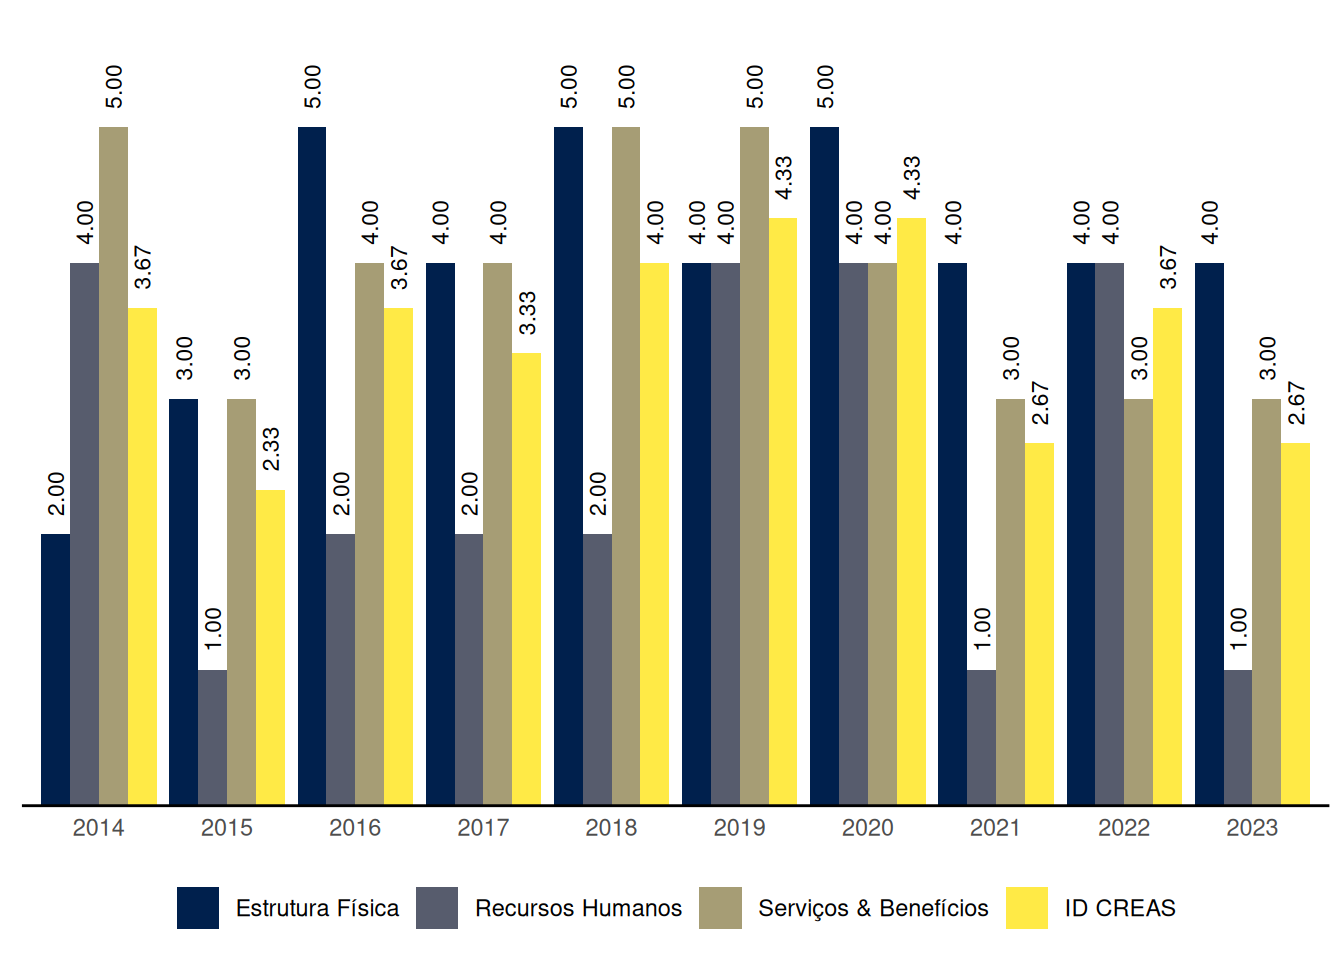 5.00 5.00 5.00 5.00 5.00 5.00
4.33 4.33
4.00 4.00 4.00 4.00 4.00 4.00 4.00 4.00 4.00 4.00 4.00 4.00 4.00
3.67 3.67 3.67
3.33
3.00 3.00 3.00 3.00 3.00
2.67 2.67
2.33
2.00 2.00 2.00 2.00
1.00 1.00 1.00
2014 2015 2016 2017 2018 2019 2020 2021 2022 2023
Estrutura Física Recursos Humanos Serviços & Benefícios ID CREAS